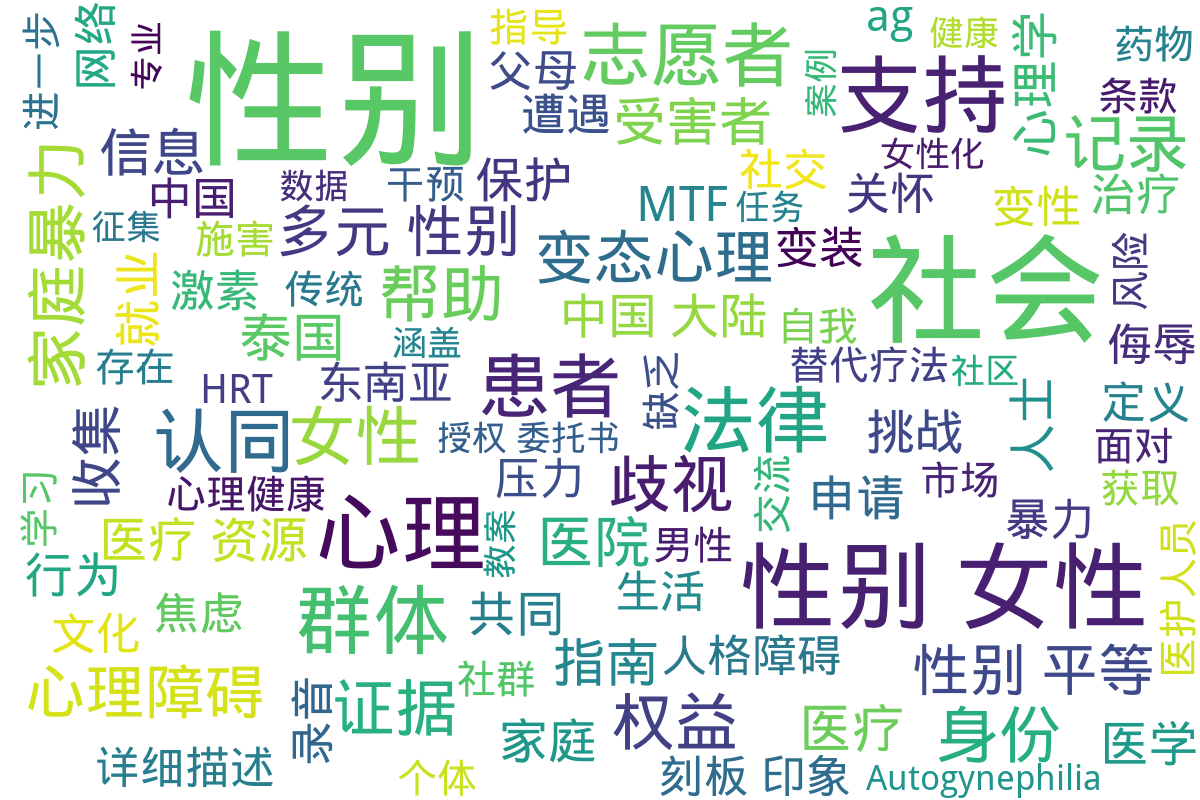 进一步
网络
专业
性别
指导
志愿者
ag
健康
心理学
药物
父母
案例
支持
条款
遭遇
受害者
记录
信息
女性化
家庭暴力
中国
数据
干预
保护
社交
关怀
变性
治疗
征集
施害
多元 性别
MTF
任务
变态心理
变装
社会
风险
就业
激素
传统
帮助
中国 大陆
自我
泰国
涵盖
侮辱
存在
HRT
东南亚
患者
缺乏
替代疗法
社区
人士
定义
收集
认同
女性
授权 委托书
法律
挑战
面对
学习
心理健康
压力
歧视
交流
申请
市场
获取
暴力
医疗 资源
心理
教案
医院
男性
性别 女性
医护人员
行为
生活
焦虑
群体
共同
文化
指南
人格障碍
性别 平等
心理障碍
录音
证据
社群
权益
医疗
身份
医学
家庭
详细描述
个体
刻板 印象
Autogynephilia